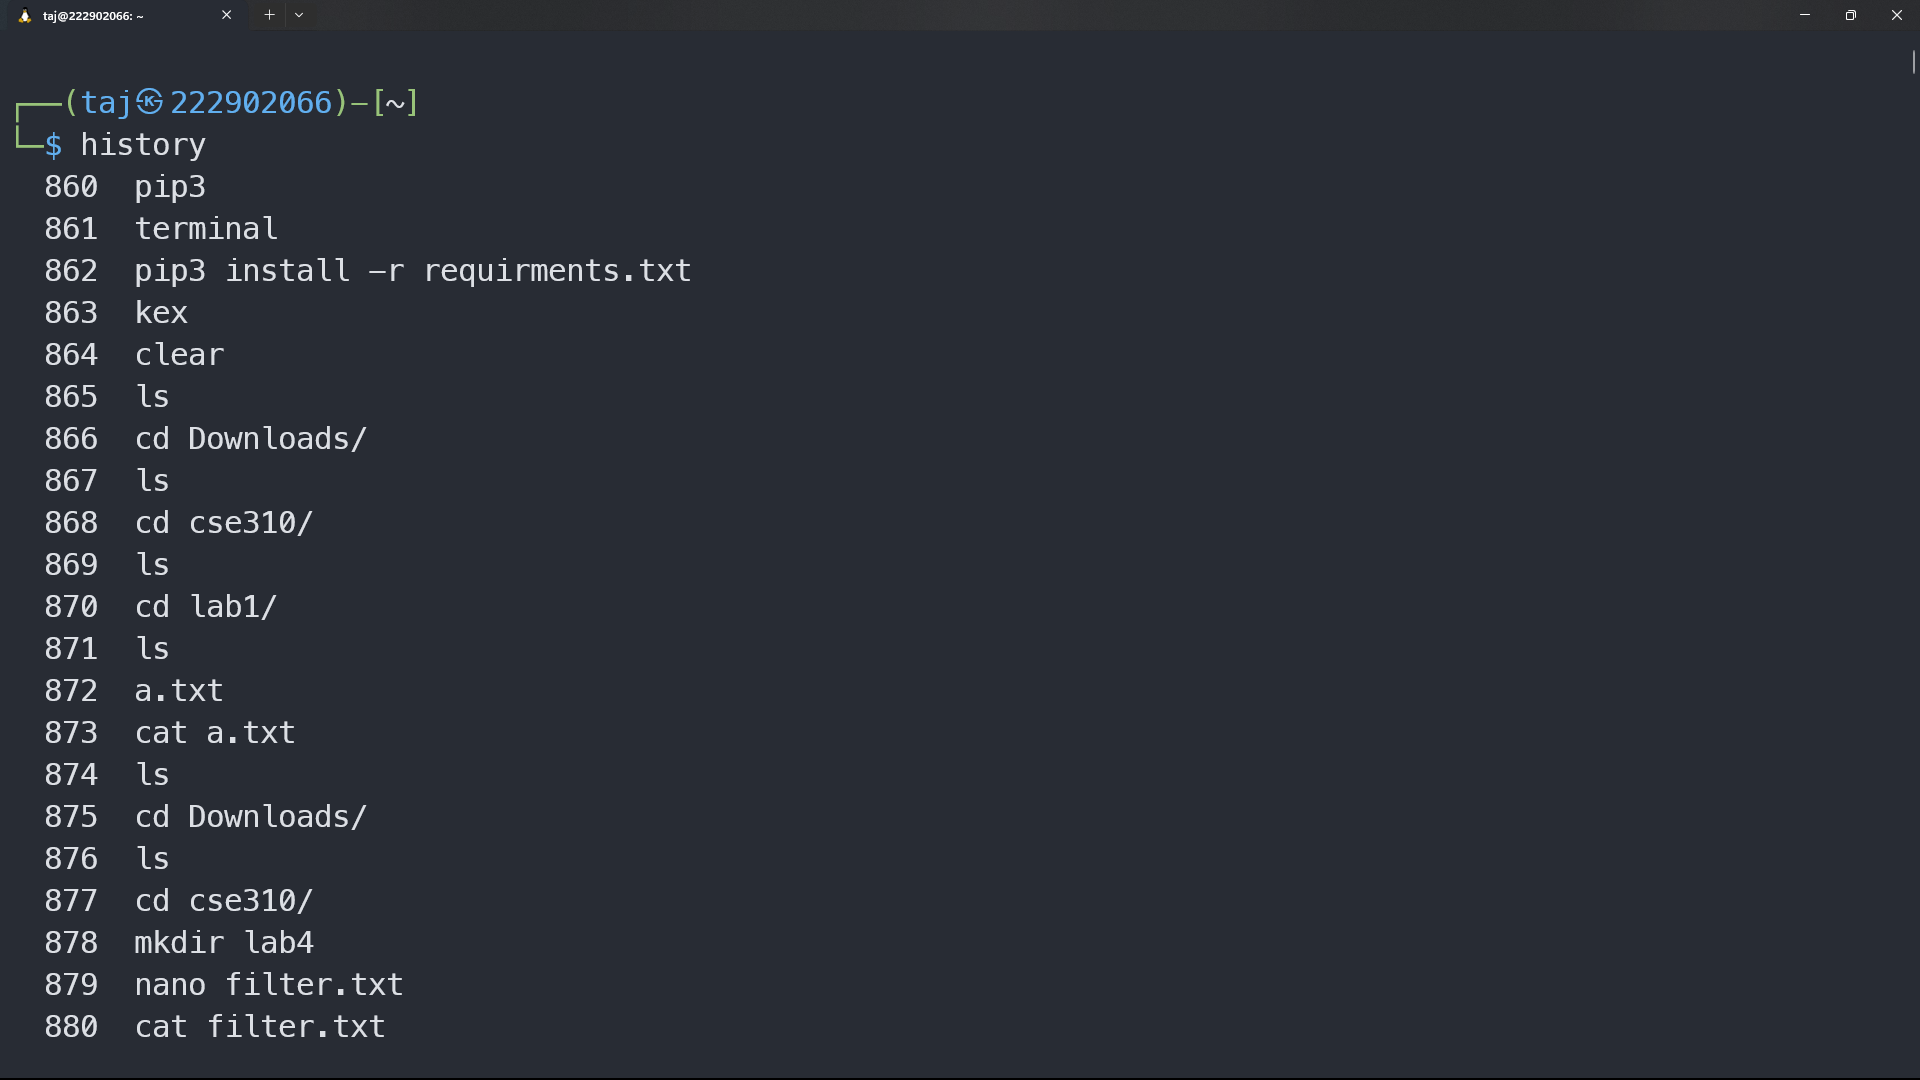 taj@222902066: ~
┌──(taj㉿222902066)-[~]
└─$ history
860 pip3
861 terminal
862 pip3 install -r requirments.txt
863 kex
864 clear
865 ls
866 cd Downloads/
867 ls
868 cd cse310/
869 ls
870 cd lab1/
871 ls
872 a.txt
873 cat a.txt
874 ls
875 cd Downloads/
876 ls
877 cd cse310/
878 mkdir lab4
879 nano filter.txt
880 cat filter.txt